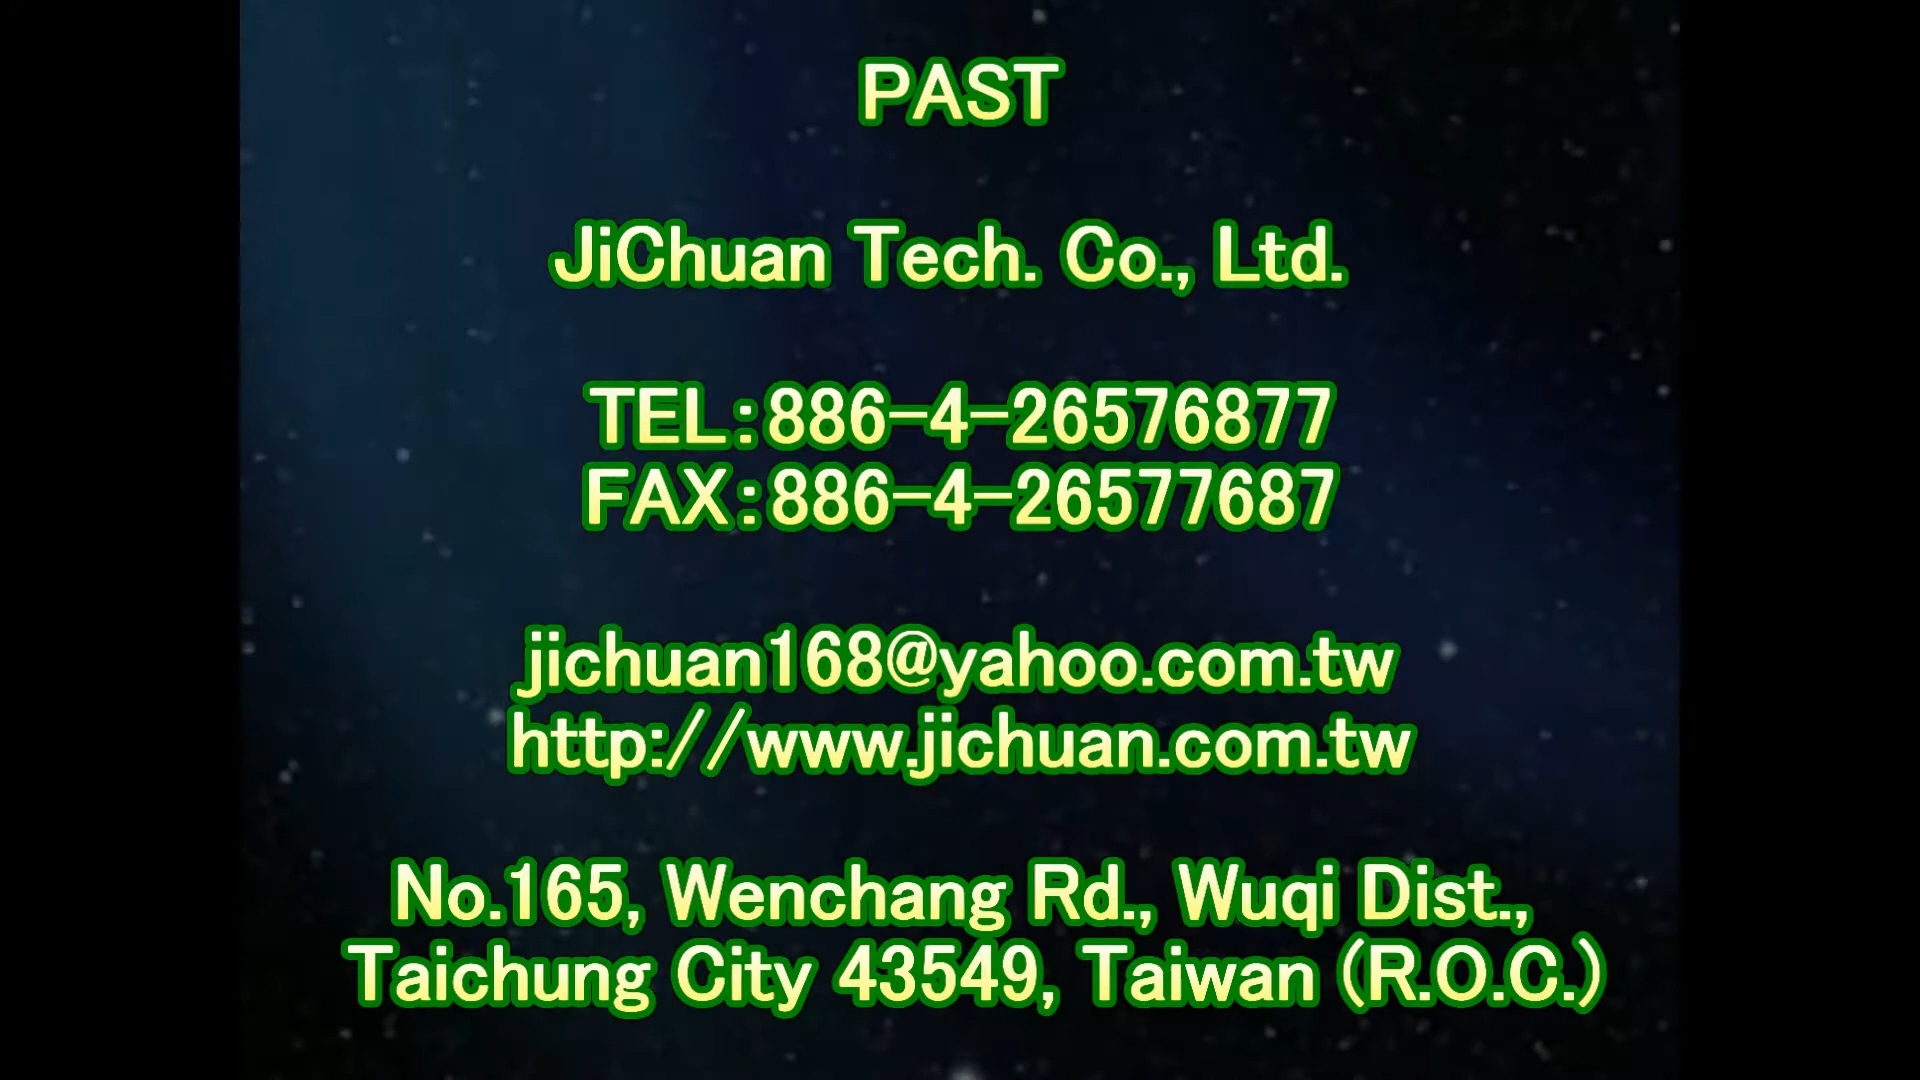 PAST
JiChuan Tech. Co., Ltd.
TEL:886-4-26576877
FAX:886-4-26577687
jichuan168@yahoo.com.tw
http://www.jichuan.com.tw
No.165, Wenchang Rd., Wuqi Dist.,
Taichung City 43549, Taiwan (R.O.C.)